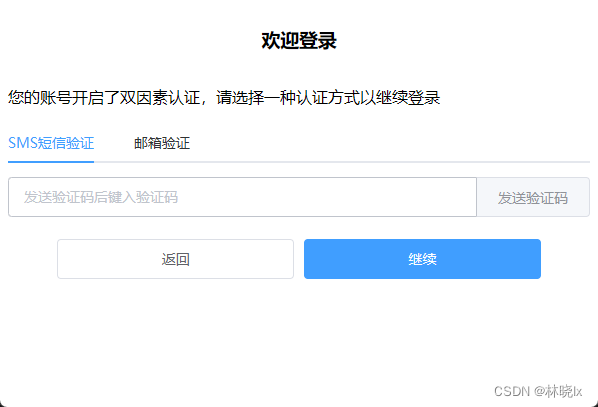 欢迎登录
您的账号开启了双因素认证，请选择一种认证方式以继续登录
SMS短信验证 邮箱验证
发送验证码后键入验证码 发送验证码
返回 继续
CSDN @林晓lx